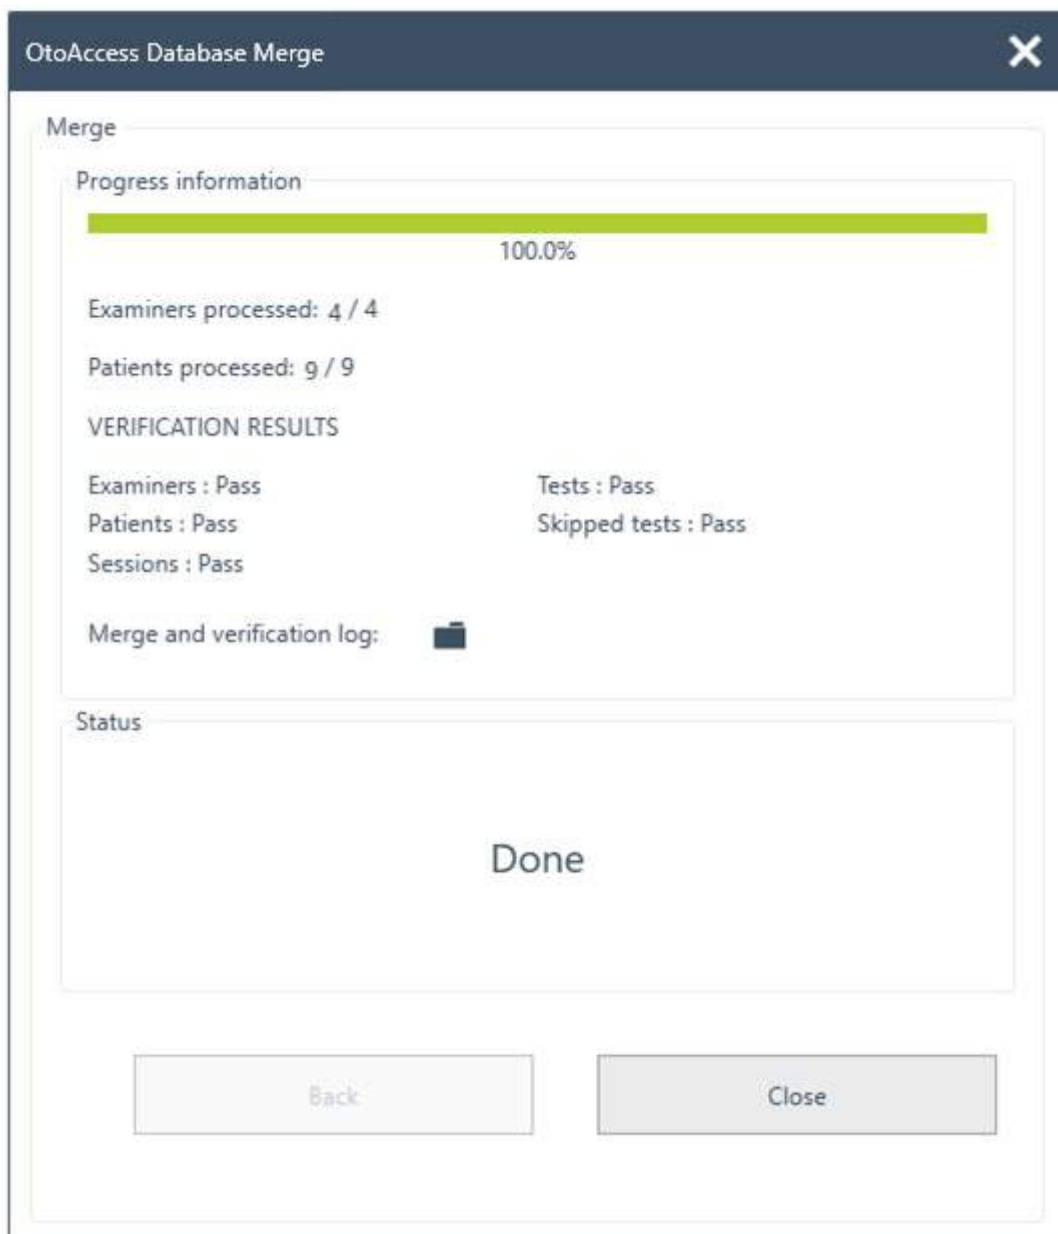 OtoAccess Database Merge
Merge
Progress information
100.0%
Examiners processed: 4 / 4
Patients processed: 9 / 9
VERIFICATION RESULTS
Examiners : Pass
Tests : Pass
Patients : Pass
Skipped tests : Pass
Sessions : Pass
Merge and verification log:
Status
Done
Back
Close